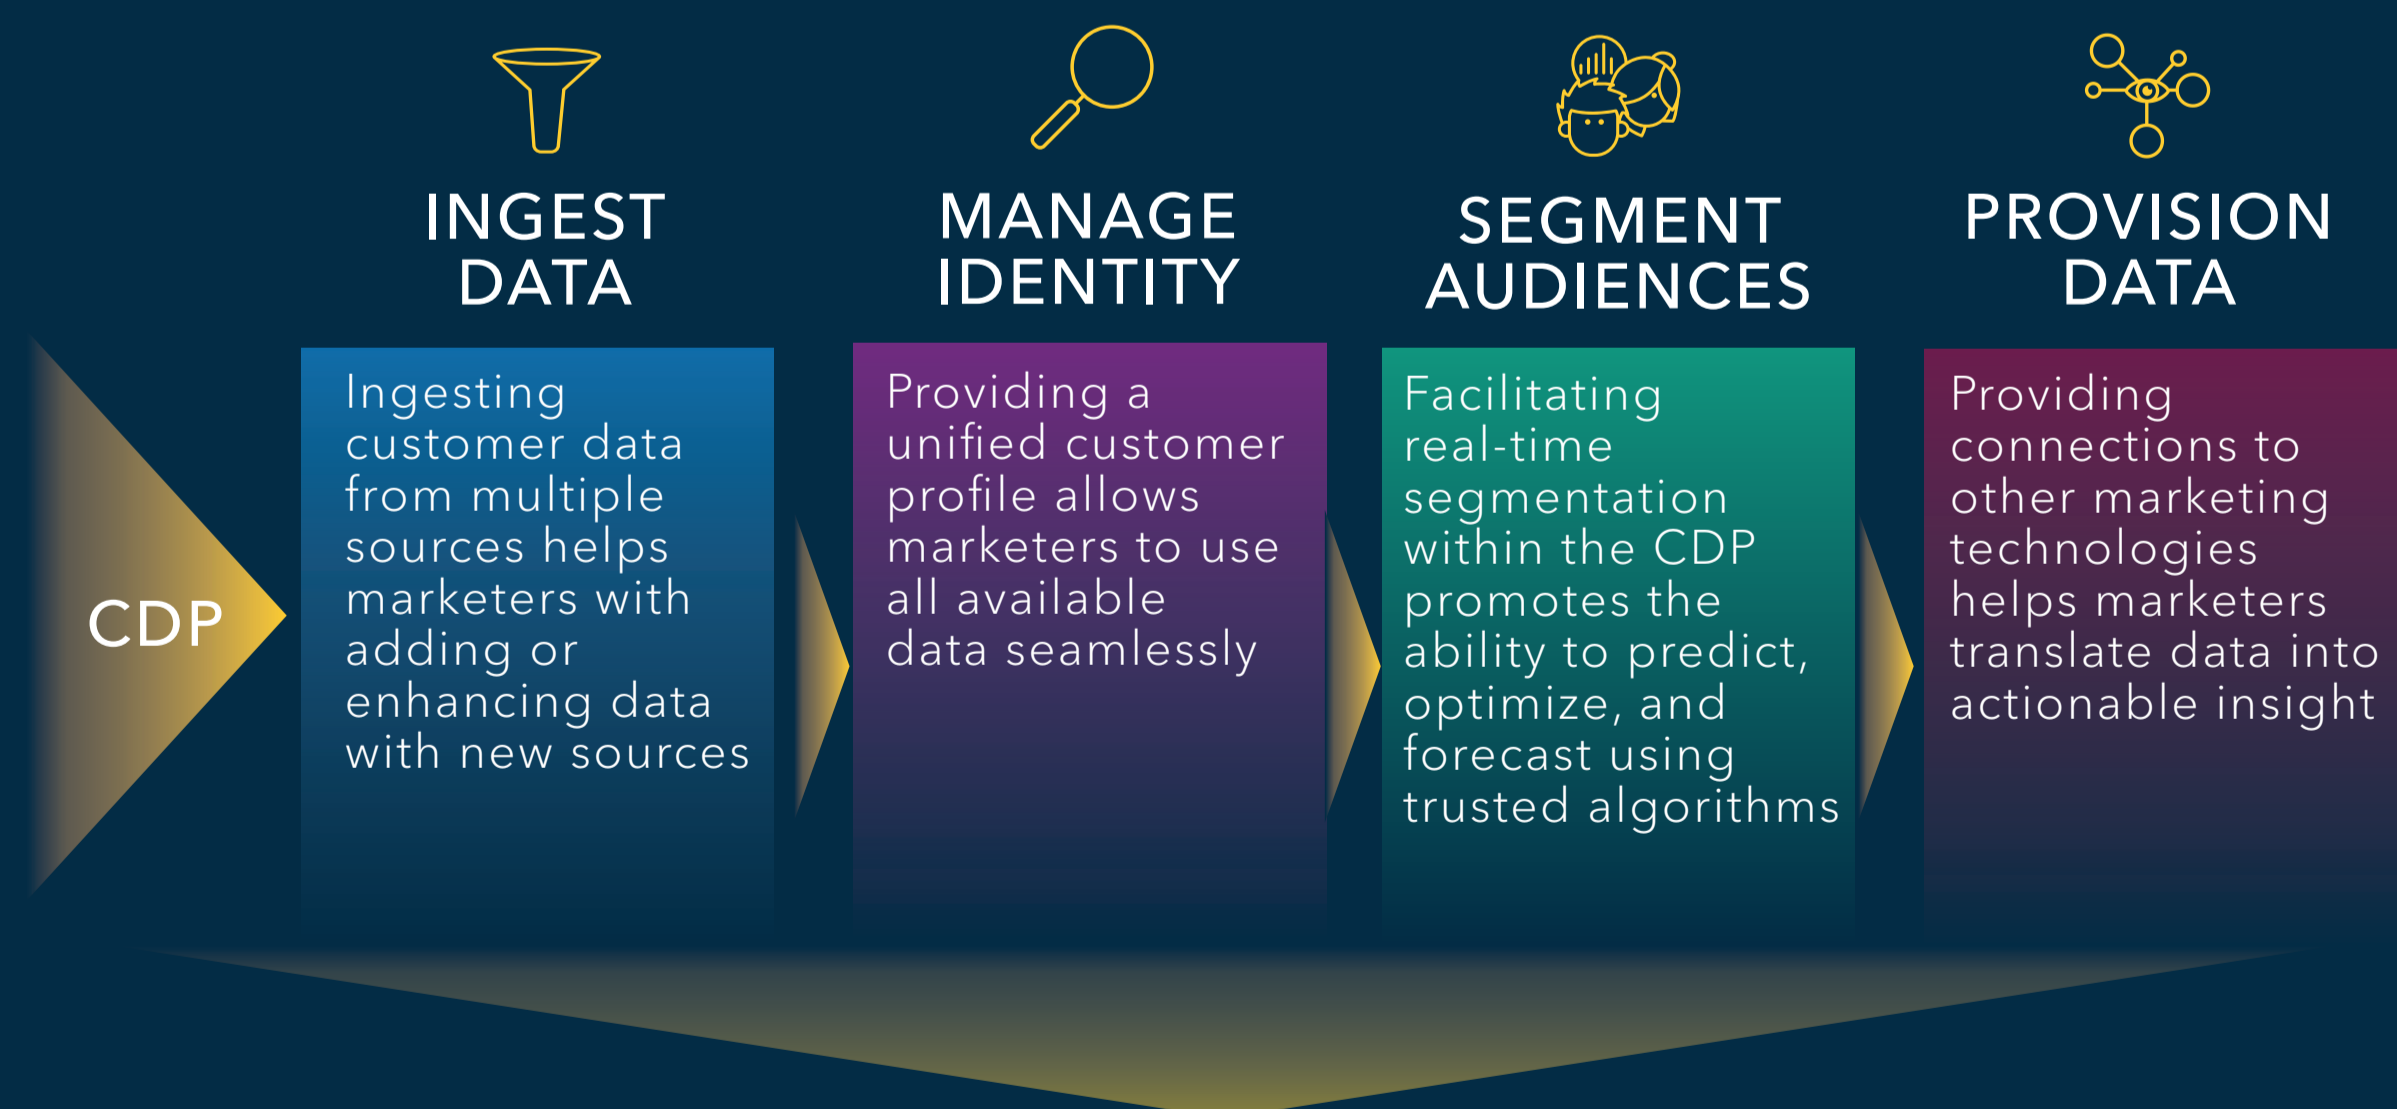 CDP
INGEST
DATA
Ingesting
customer data
from multiple
sources helps
marketers with
adding or
enhancing data
with new sources
MANAGE
IDENTITY
Providing a
unified customer
profile allows
marketers to use
all available
data seamlessly
SEGMENT
AUDIENCES
Facilitating
real-time
segmentation
within the CDP
promotes the
ability to predict,
optimize, and
forecast using
trusted algorithms
PROVISION
DATA
Providing
connections to
other marketing
technologies
helps marketers
translate data into
actionable insight